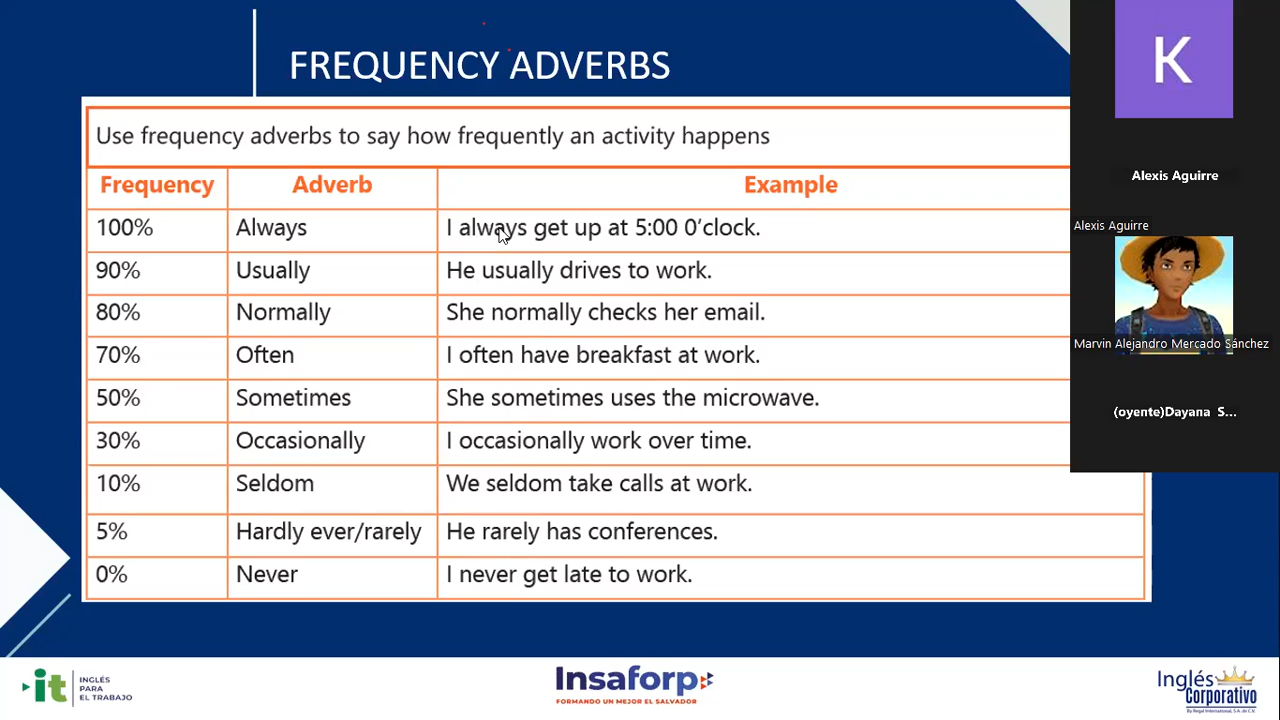 FREQUENCY ADVERBS
Use frequency adverbs to say how frequently an activity happens
Frequency Adverb Example
100% Always I always get up at 5:00 0'clock.
90% Usually He usually drives to work.
80% Normally She normally checks her email.
70% Often I often have breakfast at work.
50% Sometimes She sometimes uses the microwave.
30% Occasionally I occasionally work over time.
10% Seldom We seldom take calls at work.
5% Hardly ever/rarely He rarely has conferences.
0% Never I never get late to work.
K
Alexis Aguirre
Alexis Aguirre
Marvin Alejandro Mercado Sánchez
(oyente)Dayana S...
it
INGLÉS
PARA
EL TRABAJO
Insaforp
FORMANDO UN MEJOR EL SALVADOR
Inglés
Corporativo
By Regal International, S.A. de C.V.